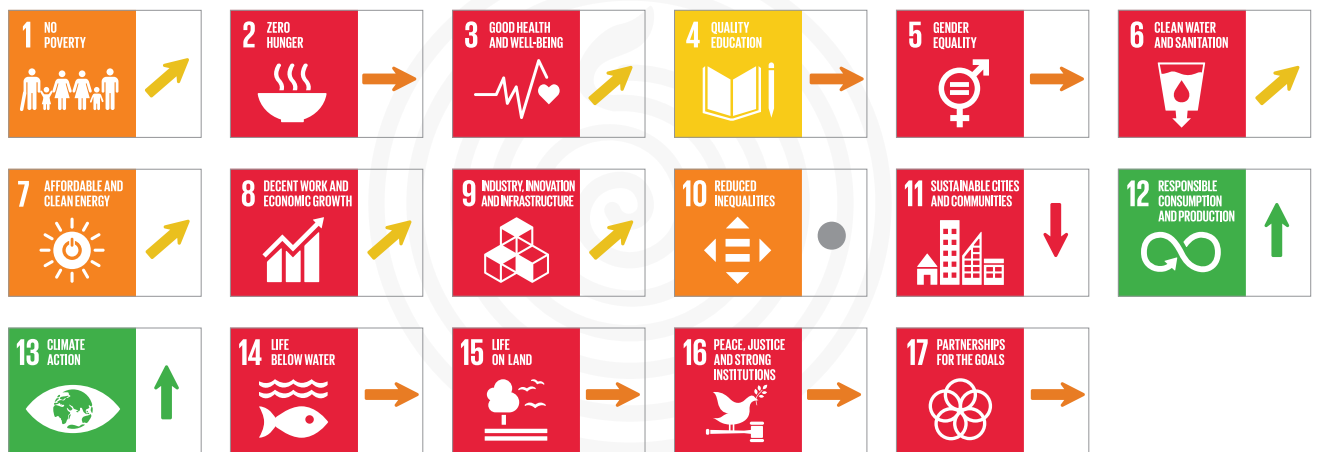 1 NO
POVERTY
2 ZERO
HUNGER
3 GOOD HEALTH
AND WELL-BEING
4 QUALITY
EDUCATION
5 GENDER
EQUALITY
6 CLEAN WATER
AND SANITATION
7 AFFORDABLE AND
CLEAN ENERGY
8 DECENT WORK AND
ECONOMIC GROWTH
9 INDUSTRY, INNOVATION
AND INFRASTRUCTURE
10 REDUCED
INEQUALITIES
11 SUSTAINABLE CITIES
AND COMMUNITIES
12 RESPONSIBLE
CONSUMPTION
AND PRODUCTION
13 CLIMATE
ACTION
14 LIFE
BELOW WATER
15 LIFE
ON LAND
16 PEACE, JUSTICE
AND STRONG
INSTITUTIONS
17 PARTNERSHIPS
FOR THE GOALS